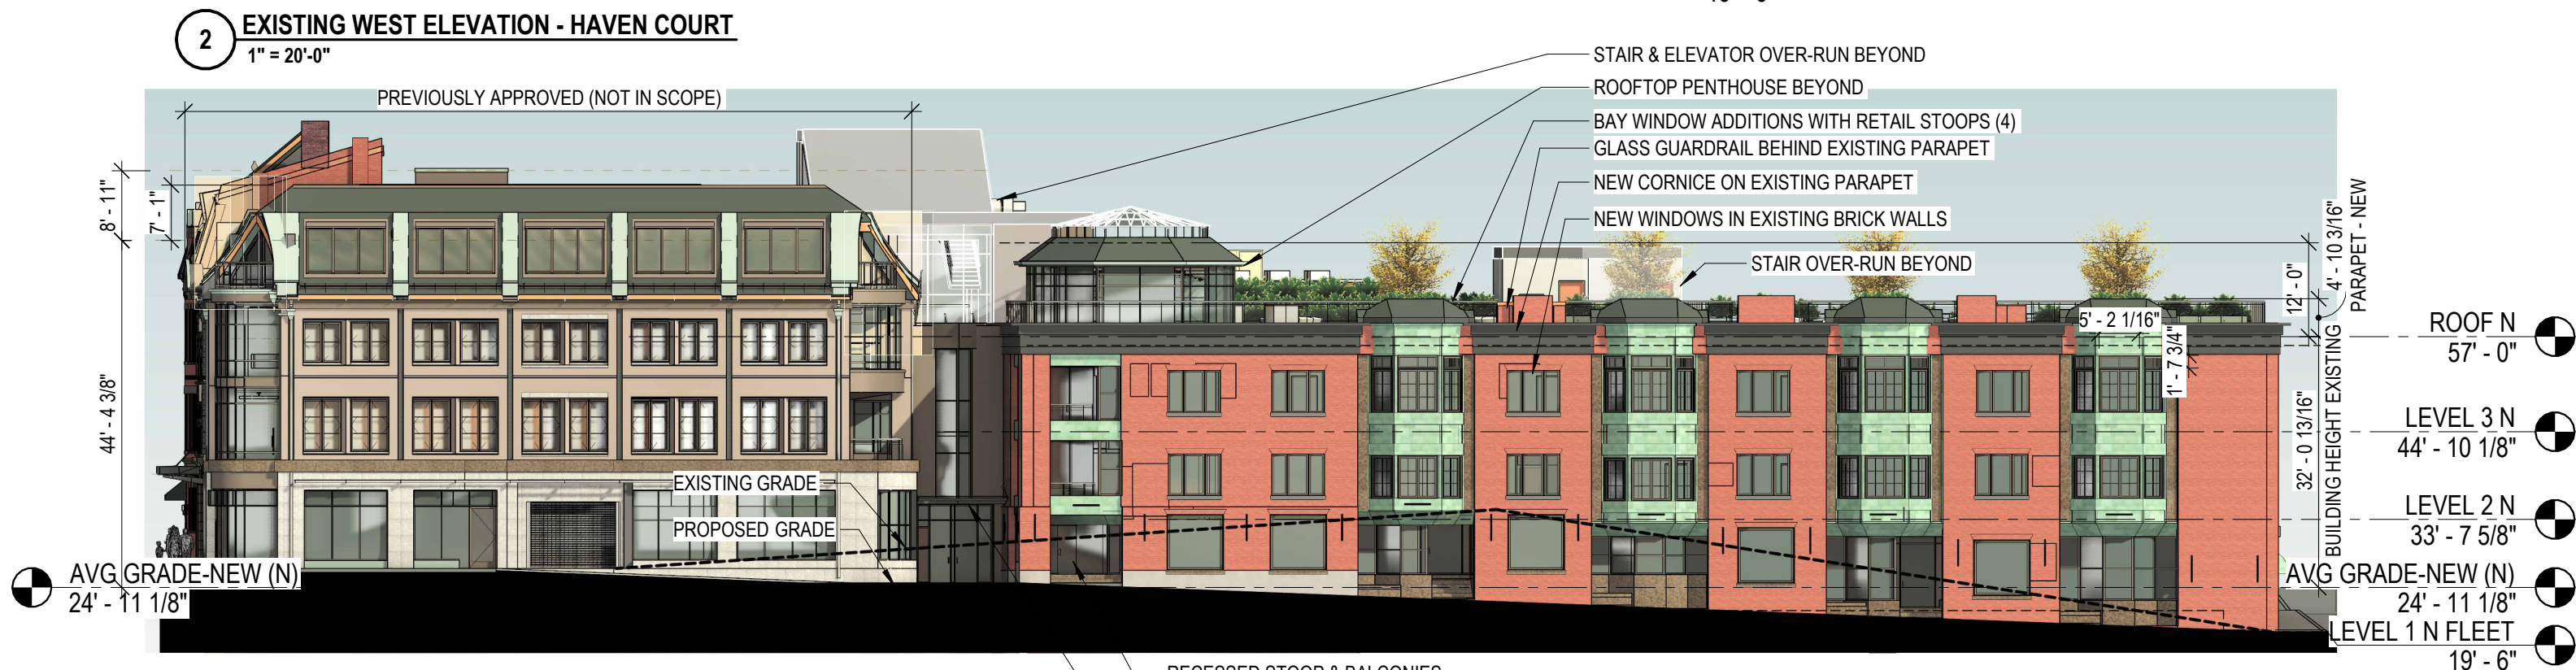 2
EXISTING WEST ELEVATION - HAVEN COURT
1" = 20'-0"
STAIR & ELEVATOR OVER-RUN BEYOND
ROOFTOP PENTHOUSE BEYOND
PREVIOUSLY APPROVED (NOT IN SCOPE)
BAY WINDOW ADDITIONS WITH RETAIL STOOPS (4)
GLASS GUARDRAIL BEHIND EXISTING PARAPET
NEW CORNICE ON EXISTING PARAPET
NEW WINDOWS IN EXISTING BRICK WALLS
STAIR OVER-RUN BEYOND
8' - 11"
7' - 1"
44' - 4 3/8"
12' - 0"
4' - 10 3/16"
PARAPET - NEW
5' - 2 1/16"
1' - 7 3/4"
32' - 0 13/16"
BUILDING HEIGHT EXISTING
ROOF N
57' - 0"
LEVEL 3 N
44' - 10 1/8"
LEVEL 2 N
33' - 7 5/8"
EXISTING GRADE
PROPOSED GRADE
AVG GRADE-NEW (N)
24' - 11 1/8"
AVG GRADE-NEW (N)
24' - 11 1/8"
LEVEL 1 N FLEET
19' - 6"
RECESSED STOOP & BALCONIES